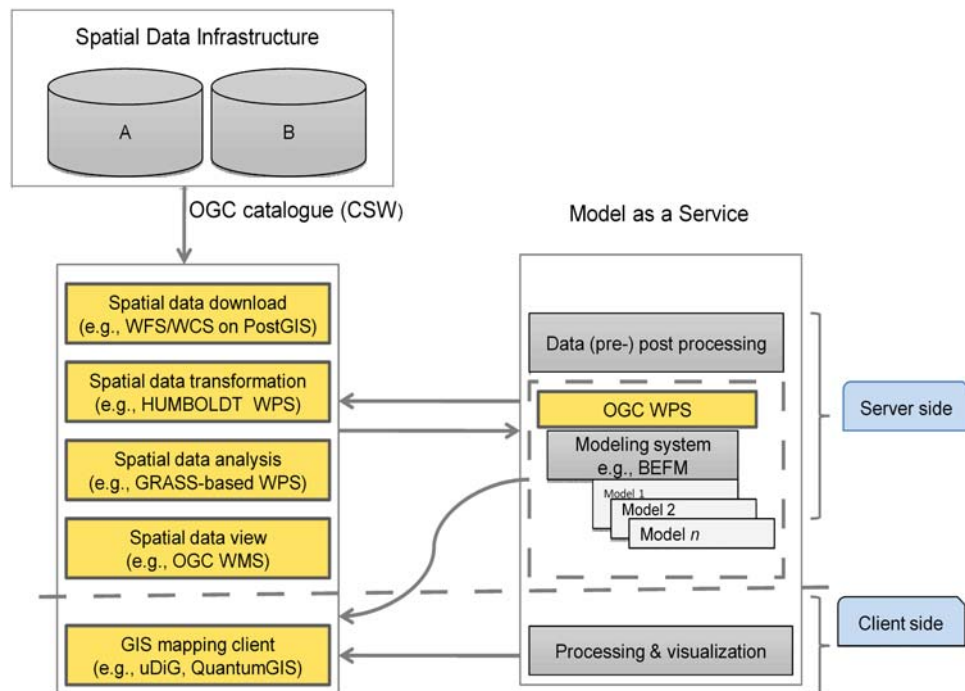 Spatial Data Infrastructure
A
B
OGC catalogue (CSW)
Model as a Service
Spatial data download
(e.g., WFS/WCS on PostGIS)
Spatial data transformation
(e.g., HUMBOLDT WPS)
Spatial data analysis
(e.g., GRASS-based WPS)
Spatial data view
(e.g., OGC WMS)
GIS mapping client
(e.g., uDiG, QuantumGIS)
Data (pre-) post processing
OGC WPS
Modeling system
e.g., BEFM
Model 1
Model 2
Model n
Processing & visualization
Server side
Client side